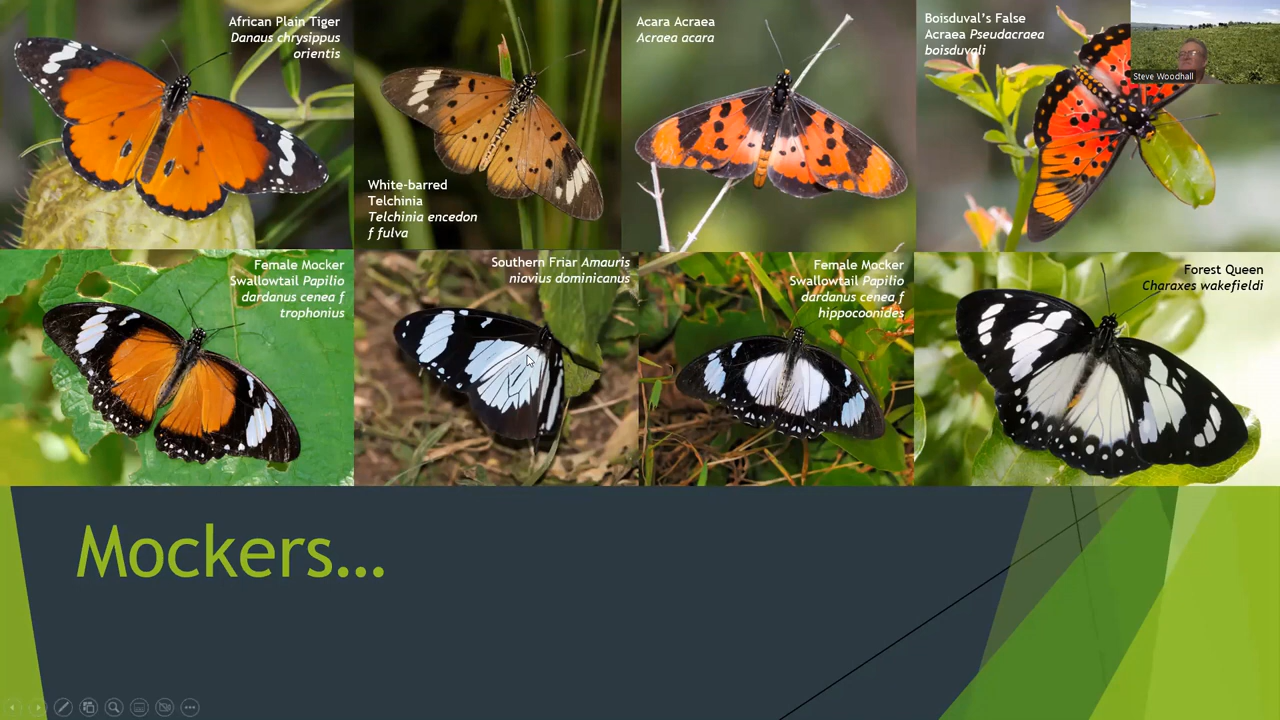 African Plain Tiger
Danaus chrysippus
orientis
White-barred
Telchinia
Telchinia encedon
f fulva
Acara Acraea
Acraea acara
Boisduval's False
Acraea Pseudacraea
boisduvali
Steve Woodhall
Female Mocker
Swallowtail Papilio
dardanus cenea f
trophonius
Southern Friar Amauris
niavius dominicanus
Female Mocker
Swallowtail Papilio
dardanus cenea f
hippocoonides
Forest Queen
Charaxes wakefieldi
Mockers...